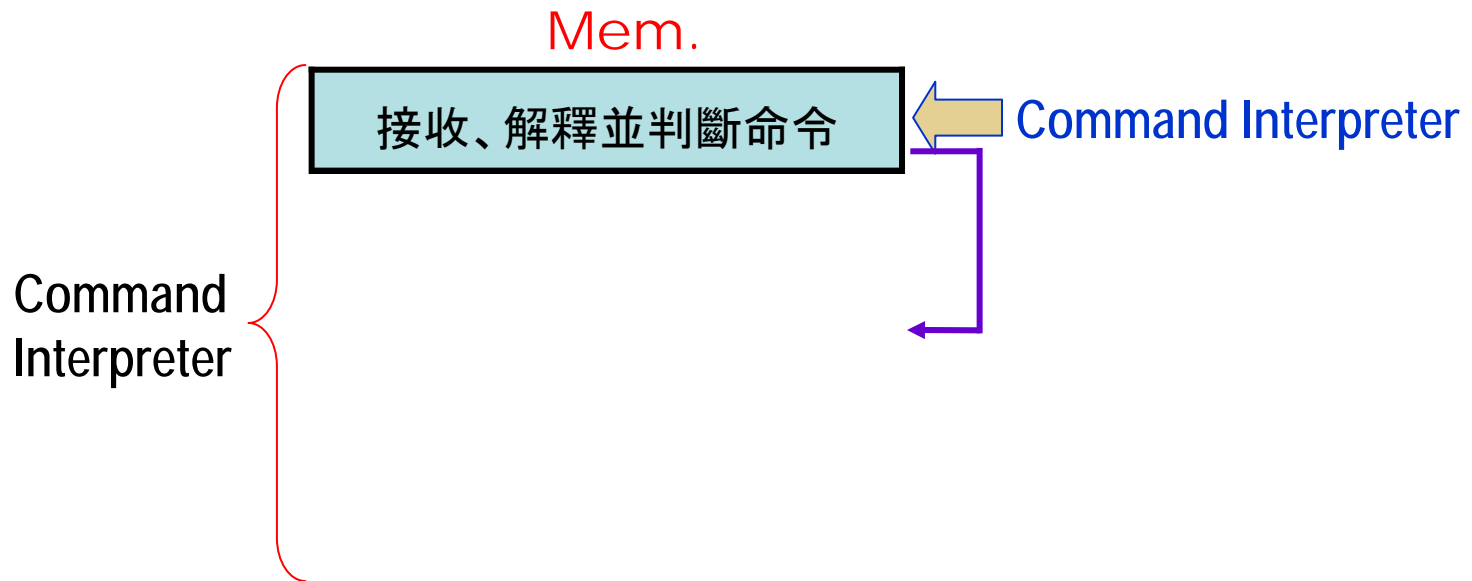 Mem.
接收、解釋並判斷命令
Command Interpreter
Command
Interpreter